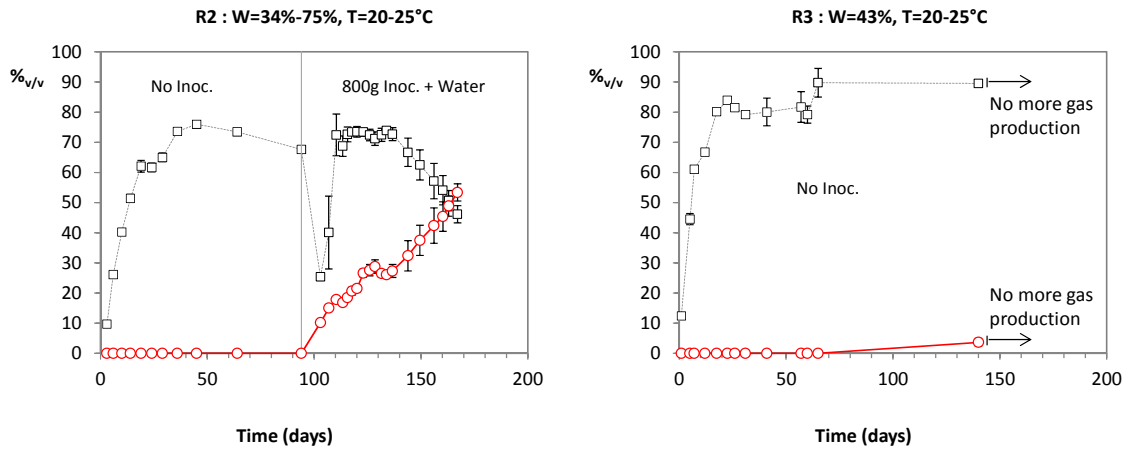 R2 : W=34%-75%, T=20-25°C
%v/v
100
90
80
70
60
50
40
30
20
10
0
No Inoc.
800g Inoc. + Water
0
50
100
150
200
Time (days)
R3 : W=43%, T=20-25°C
%v/v
100
90
80
70
60
50
40
30
20
10
0
No more gas
production
No Inoc.
No more gas
production
0
50
100
150
200
Time (days)